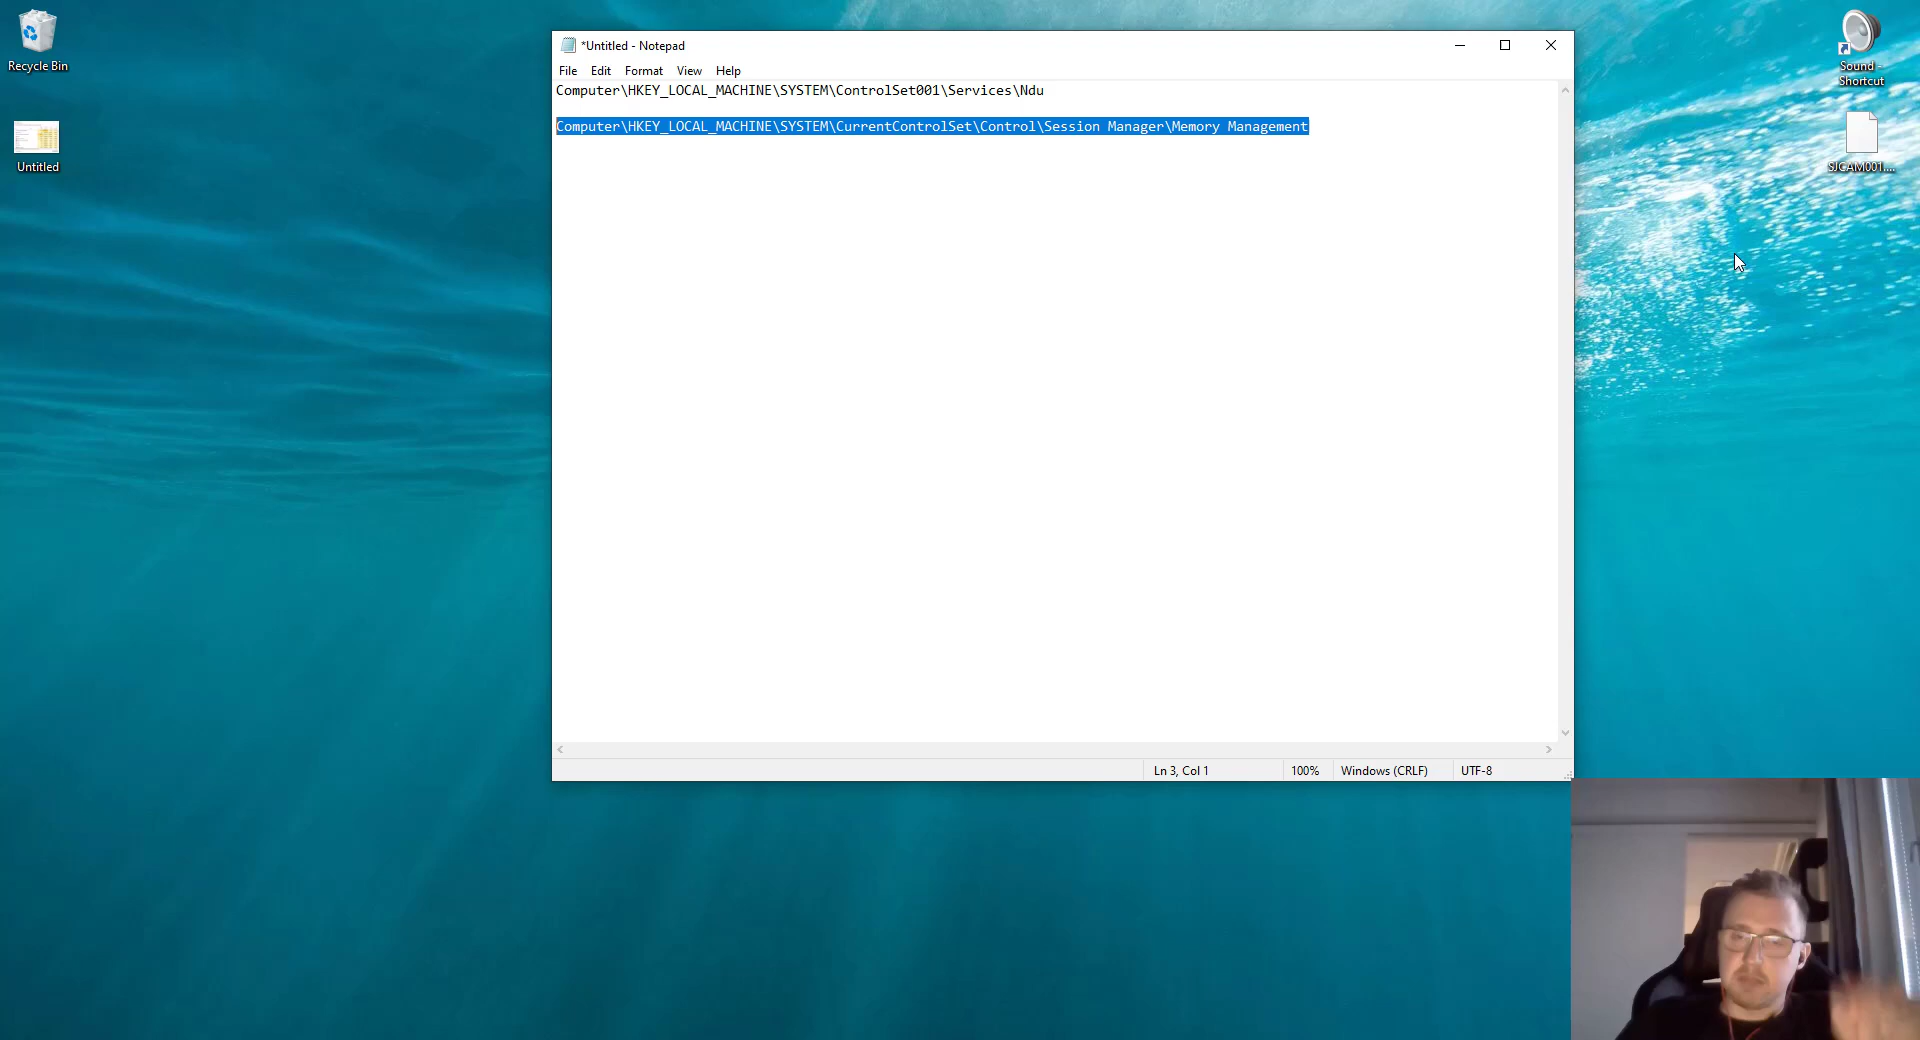 Recycle Bin
Untitled
*Untitled - Notepad
File Edit Format View Help
Computer\HKEY_LOCAL_MACHINE\SYSTEM\ControlSet001\Services\Ndu
Computer\HKEY_LOCAL_MACHINE\SYSTEM\CurrentControlSet\Control\Session Manager\Memory Management
Ln 3, Col 1 100% Windows (CRLF) UTF-8
Sound -
Shortcut
SJCAM001....